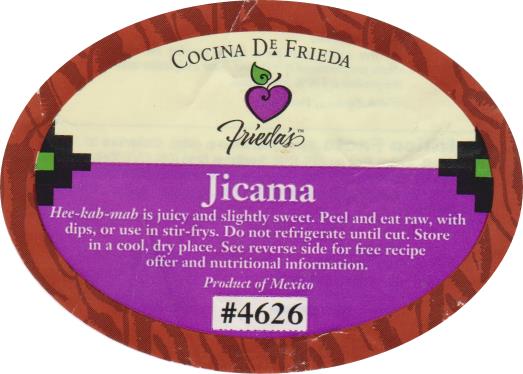 COCINA DE FRIEDA
Frieda's™
Jicama
Hee-kah-mah is juicy and slightly sweet. Peel and eat raw, with
dips, or use in stir-frys. Do not refrigerate until cut. Store
in a cool, dry place. See reverse side for free recipe
offer and nutritional information.
Product of Mexico
#4626